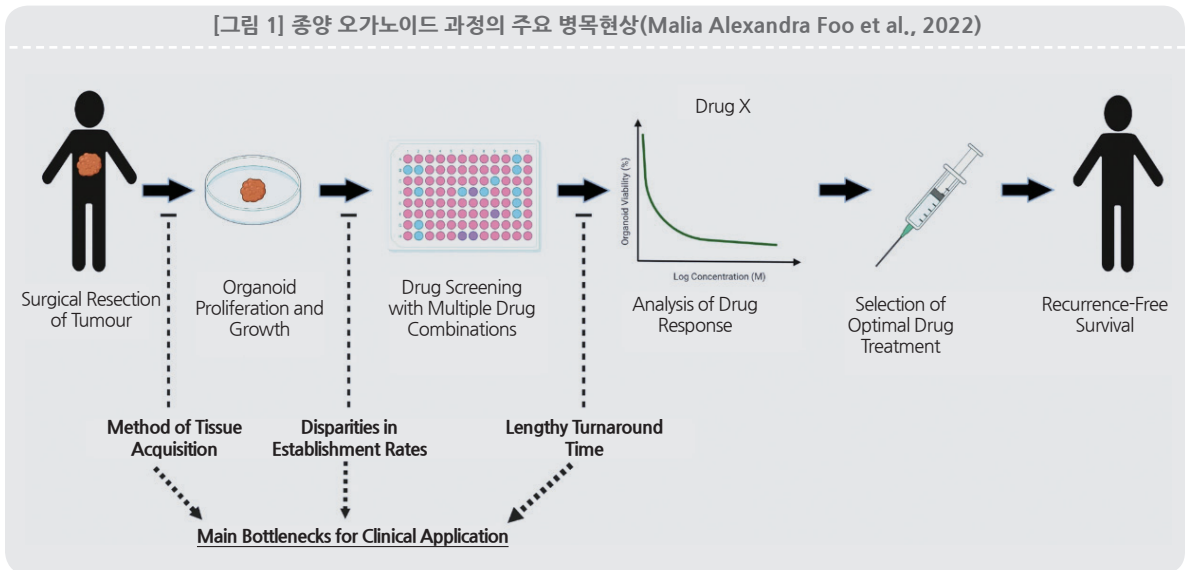 [그림 1] 종양 오가노이드 과정의 주요 병목현상(Malia Alexandra Foo et al., 2022)
Surgical Resection
of Tumour
Organoid
Proliferation and
Growth
Drug Screening
with Multiple Drug
Combinations
Drug X
Organoid Viability (%)
Log Concentration (M)
Analysis of Drug
Response
Selection of
Optimal Drug
Treatment
Recurrence-Free
Survival
Method of Tissue
Acquisition
Disparities in
Establishment Rates
Lengthy Turnaround
Time
Main Bottlenecks for Clinical Application